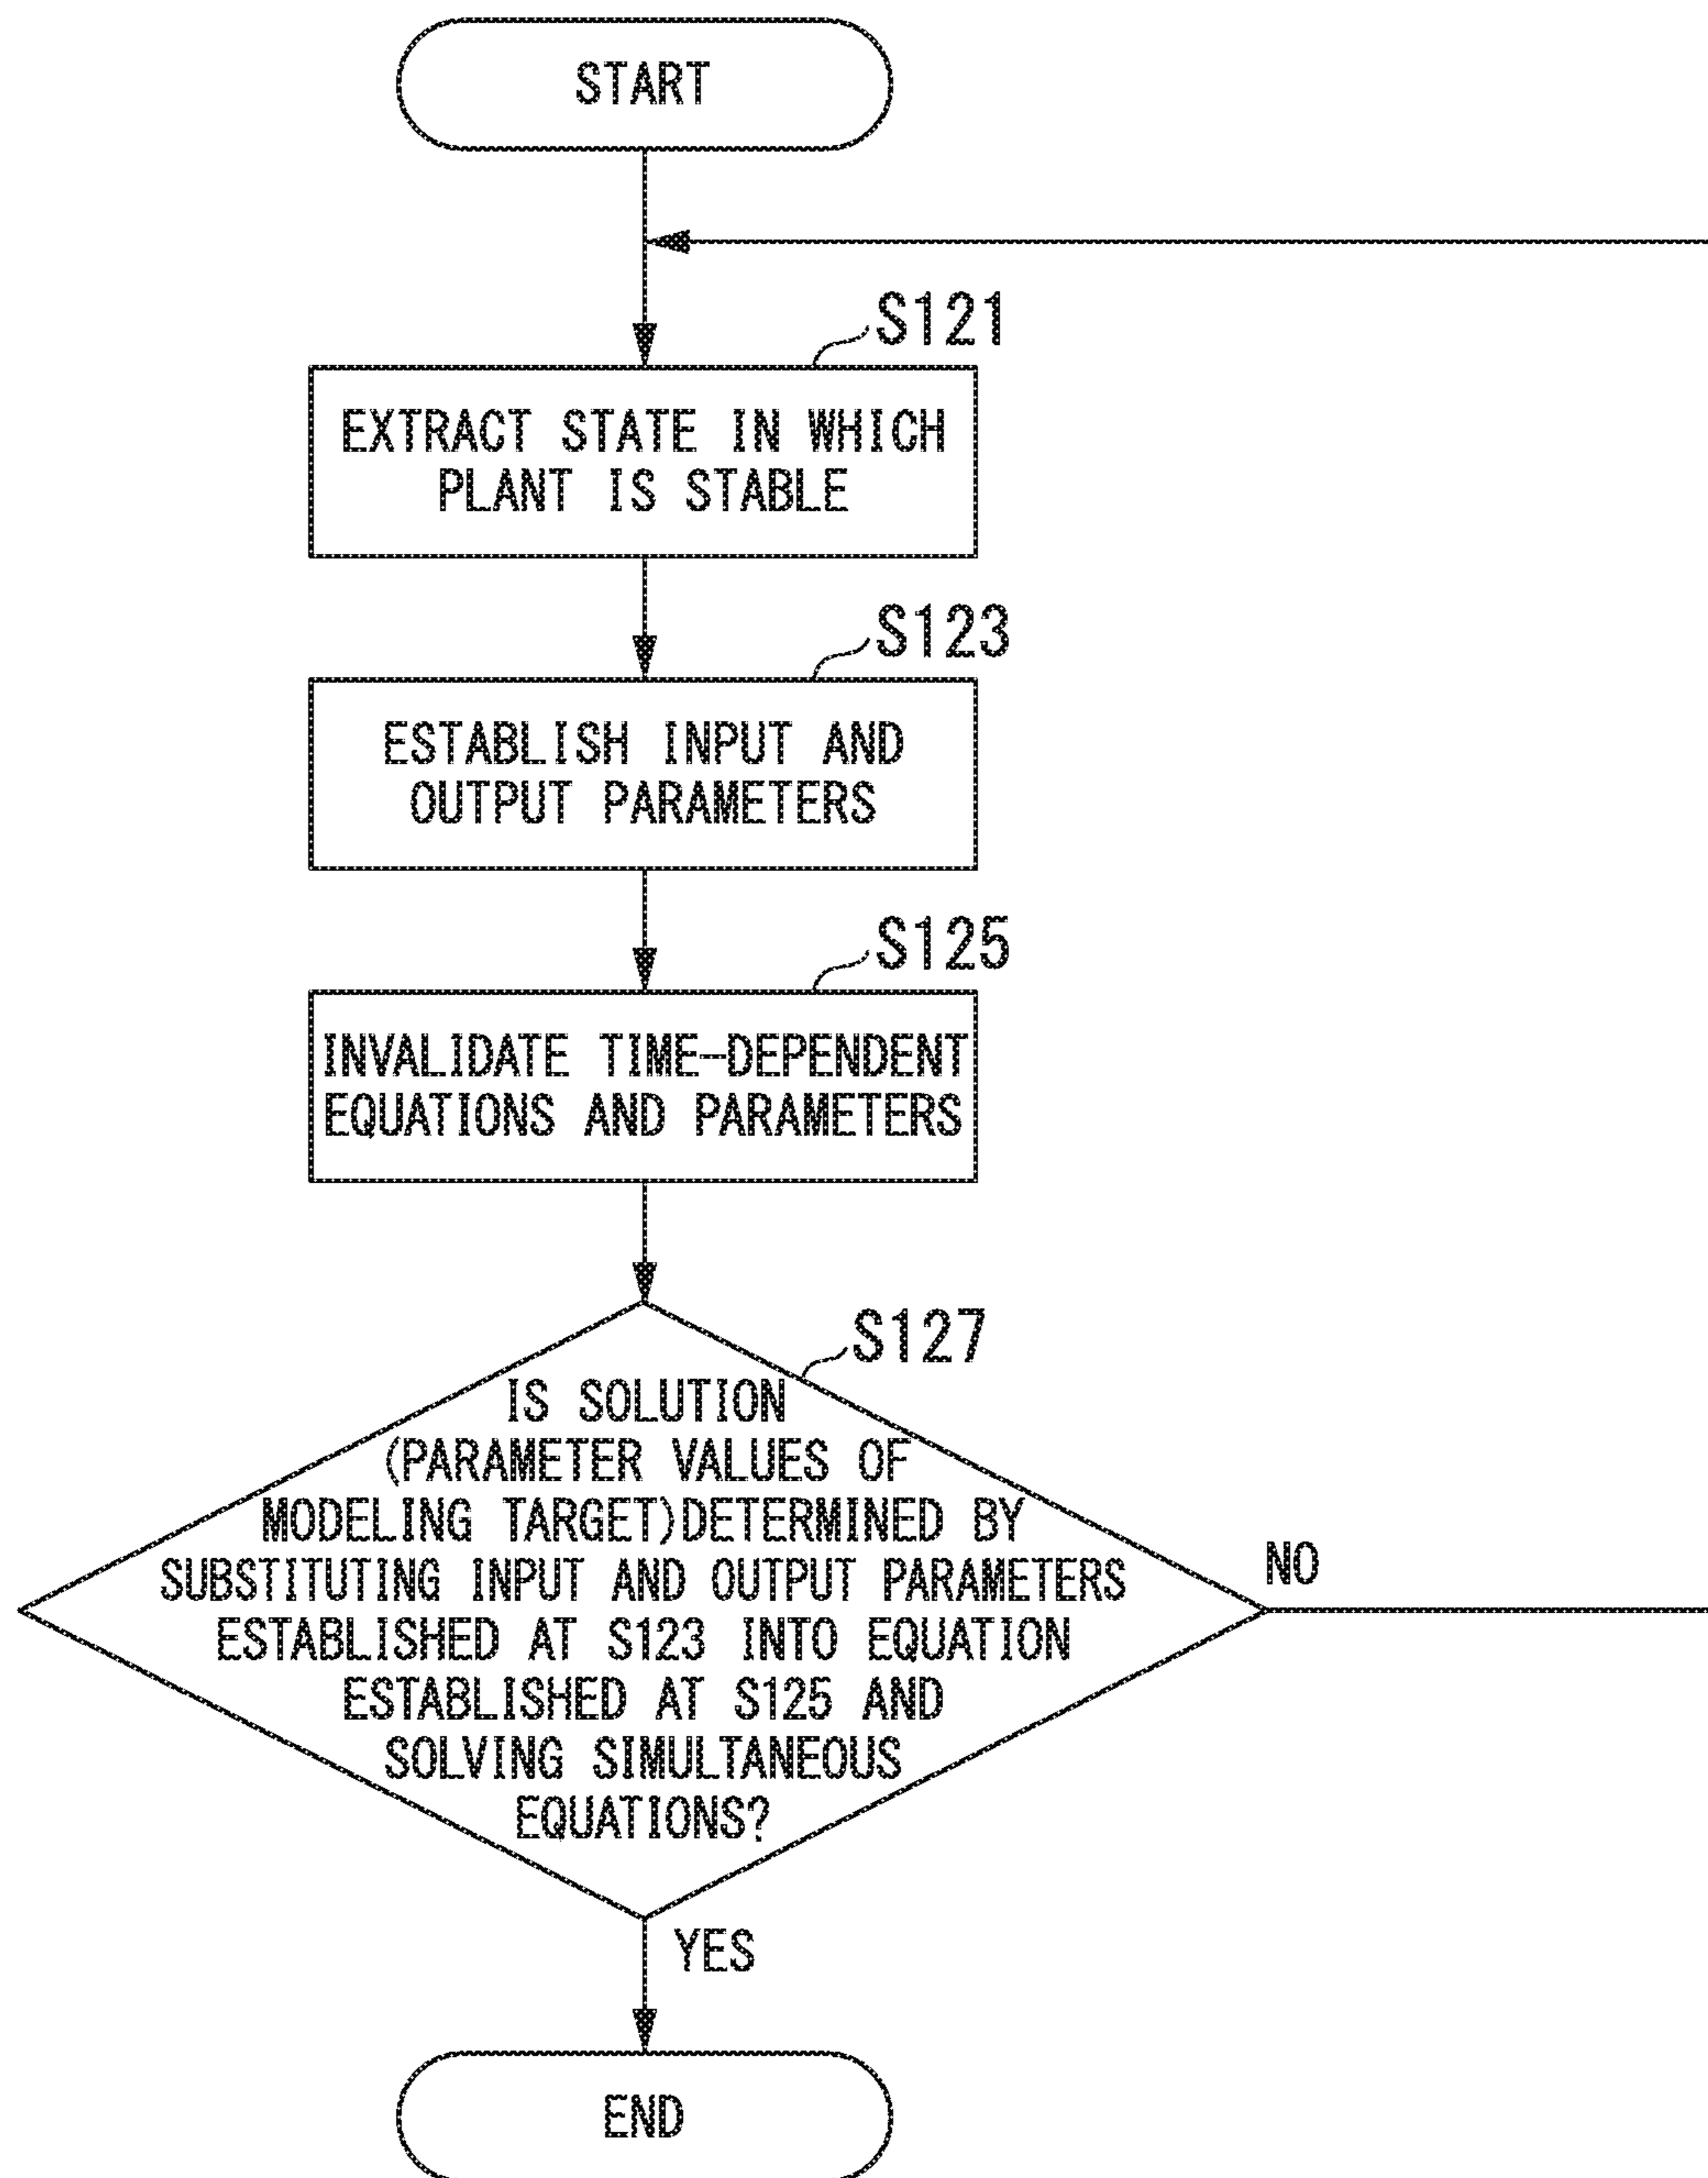 START
S121
EXTRACT STATE IN WHICH
PLANT IS STABLE
S123
ESTABLISH INPUT AND
OUTPUT PARAMETERS
S125
INVALIDATE TIME-DEPENDENT
EQUATIONS AND PARAMETERS
S127
IS SOLUTION
(PARAMETER VALUES OF
MODELING TARGET)DETERMINED BY
SUBSTITUTING INPUT AND OUTPUT PARAMETERS
ESTABLISHED AT S123 INTO EQUATION
ESTABLISHED AT S125 AND
SOLVING SIMULTANEOUS
EQUATIONS?
NO
YES
END